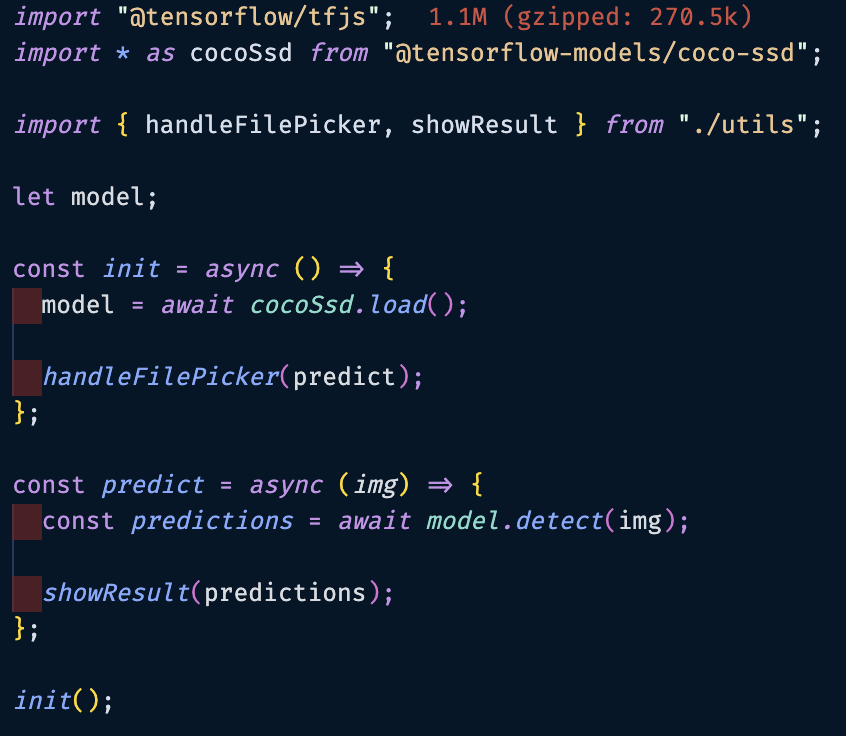 import "@tensorflow/tfjs";  1.1M (gzipped: 270.5k)
import * as cocoSsd from "@tensorflow-models/coco-ssd";

import { handleFilePicker, showResult } from "./utils";

let model;

const init = async () => {
  model = await cocoSsd.load();

  handleFilePicker(predict);
};

const predict = async (img) => {
  const predictions = await model.detect(img);

  showResult(predictions);
};

init();